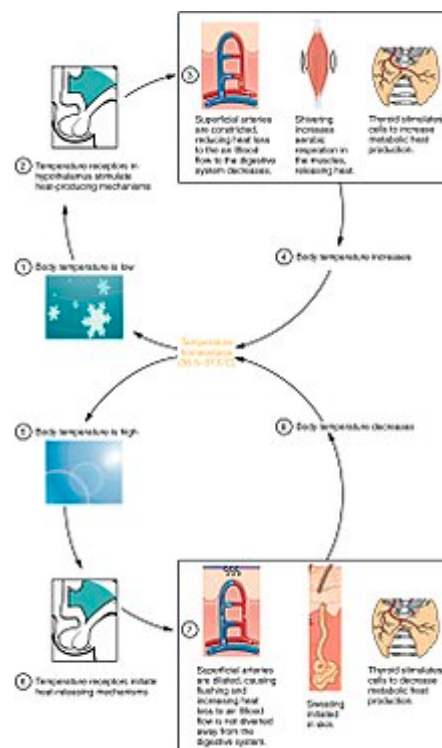 3
Superficial arteries
are constricted,
reducing heat loss
to the air. Blood
flow to the digestive
system decreases.
Shivering
increases
aerobic
respiration in
the muscles,
releasing heat.
Thyroid stimulates
cells to increase
metabolic heat
production.
2 Temperature receptors in
hypothalamus stimulate
heat-producing mechanisms
1 Body temperature is low
4 Body temperature increases
Temperature
homeostasis
5 Body temperature is high
Body temperature decreases
6 Temperature receptors initiate
heat-releasing mechanisms
7
Superficial arteries
are dilated, causing
flushing and
increasing heat
loss to air. Blood
flow is not diverted
away from the
digestive system.
Sweating
initiated
in skin.
Thyroid stimulates
cells to decrease
metabolic heat
production.